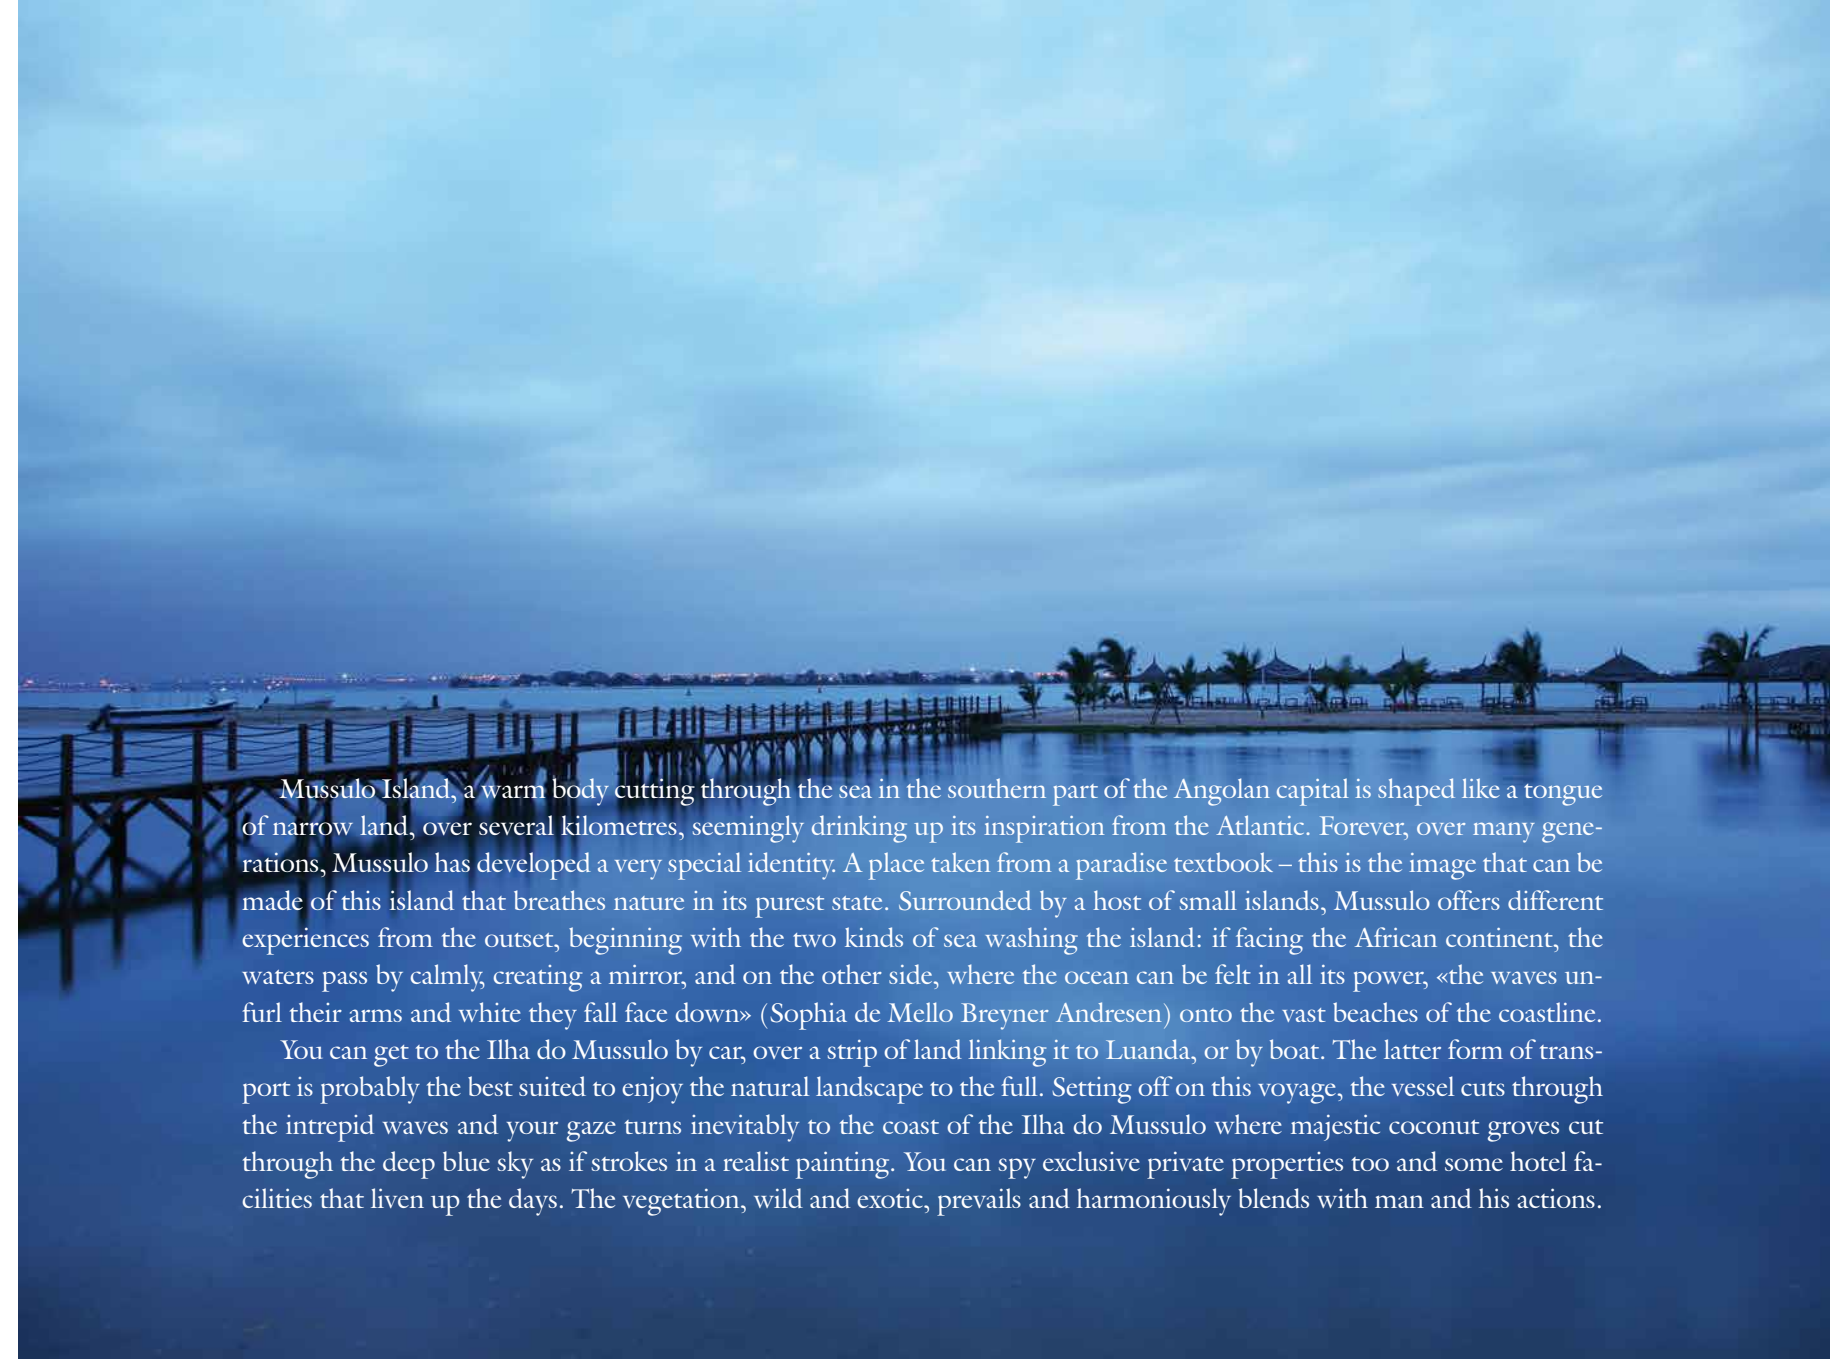 Mussulo Island, a warm body cutting through the sea in the southern part of the Angolan capital is shaped like a tongue
of narrow land, over several kilometres, seemingly drinking up its inspiration from the Atlantic. Forever, over many gene-
rations, Mussulo has developed a very special identity. A place taken from a paradise textbook – this is the image that can be
made of this island that breathes nature in its purest state. Surrounded by a host of small islands, Mussulo offers different
experiences from the outset, beginning with the two kinds of sea washing the island: if facing the African continent, the
waters pass by calmly, creating a mirror, and on the other side, where the ocean can be felt in all its power, «the waves un-
furl their arms and white they fall face down» (Sophia de Mello Breyner Andresen) onto the vast beaches of the coastline.
You can get to the Ilha do Mussulo by car, over a strip of land linking it to Luanda, or by boat. The latter form of trans-
port is probably the best suited to enjoy the natural landscape to the full. Setting off on this voyage, the vessel cuts through
the intrepid waves and your gaze turns inevitably to the coast of the Ilha do Mussulo where majestic coconut groves cut
through the deep blue sky as if strokes in a realist painting. You can spy exclusive private properties too and some hotel fa-
cilities that liven up the days. The vegetation, wild and exotic, prevails and harmoniously blends with man and his actions.